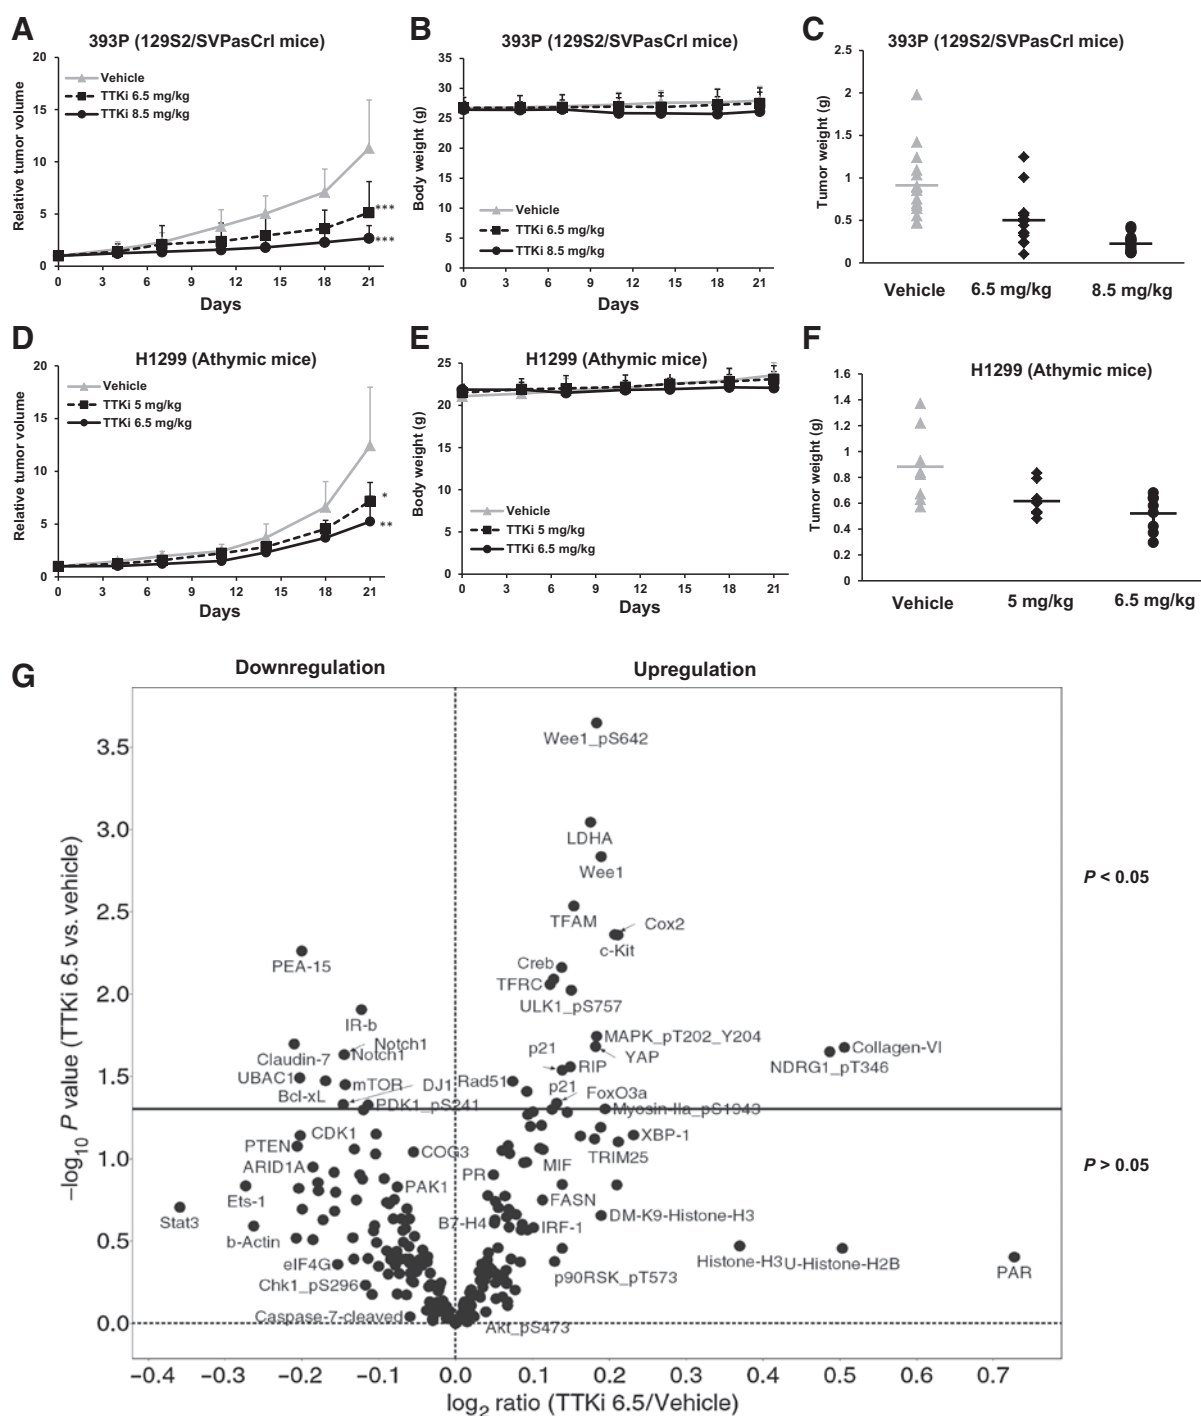 A
393P (129S2/SVPasCrl mice)
Relative tumor volume
20
15
10
5
0
Vehicle
TTKi 6.5 mg/kg
TTKi 8.5 mg/kg
***
***
0 3 6 9 12 15 18 21
Days
B
393P (129S2/SVPasCrl mice)
Body weight (g)
35
30
25
20
15
10
5
0
Vehicle
TTKi 6.5 mg/kg
TTKi 8.5 mg/kg
0 3 6 9 12 15 18 21
Days
C
393P (129S2/SVPasCrl mice)
Tumor weight (g)
2.5
2
1.5
1
0.5
0
Vehicle 6.5 mg/kg 8.5 mg/kg
D
H1299 (Athymic mice)
Relative tumor volume
20
15
10
5
0
Vehicle
TTKi 5 mg/kg
TTKi 6.5 mg/kg
*
**
0 3 6 9 12 15 18 21
Days
E
H1299 (Athymic mice)
Body weight (g)
25
20
15
10
5
0
Vehicle
TTKi 5 mg/kg
TTKi 6.5 mg/kg
0 3 6 9 12 15 18 21
Days
F
H1299 (Athymic mice)
Tumor weight (g)
1.6
1.4
1.2
1
0.8
0.6
0.4
0.2
0
Vehicle 5 mg/kg 6.5 mg/kg
G
Downregulation Upregulation
–log10 P value (TTKi 6.5 vs. vehicle)
3.5
3.0
2.5
2.0
1.5
1.0
0.5
0.0
Wee1_pS642
LDHA
Wee1
TFAM
Cox2
c-Kit
PEA-15
Creb
TFRC
ULK1_pS757
IR-b
MAPK_pT202_Y204
Notch1
Claudin-7
Notch1
p21
YAP
Collagen-VI
RIP
NDRG1_pT346
UBAC1
mTOR
DJ1
Rad51
p21
FoxO3a
Bcl-xL
PDK1_pS241
Myosin-IIa_pS1943
P < 0.05
P > 0.05
CDK1
PTEN
COG3
XBP-1
TRIM25
ARID1A
MIF
PR
Ets-1
PAK1
FASN
Stat3
B7-H4
IRF-1
DM-K9-Histone-H3
b-Actin
eIF4G
Histone-H3
U-Histone-H2B
PAR
Chk1_pS296
p90RSK_pT573
Caspase-7-cleaved
Akt_pS473
−0.4 −0.3 −0.2 −0.1 0.0 0.1 0.2 0.3 0.4 0.5 0.6 0.7
log2 ratio (TTKi 6.5/Vehicle)